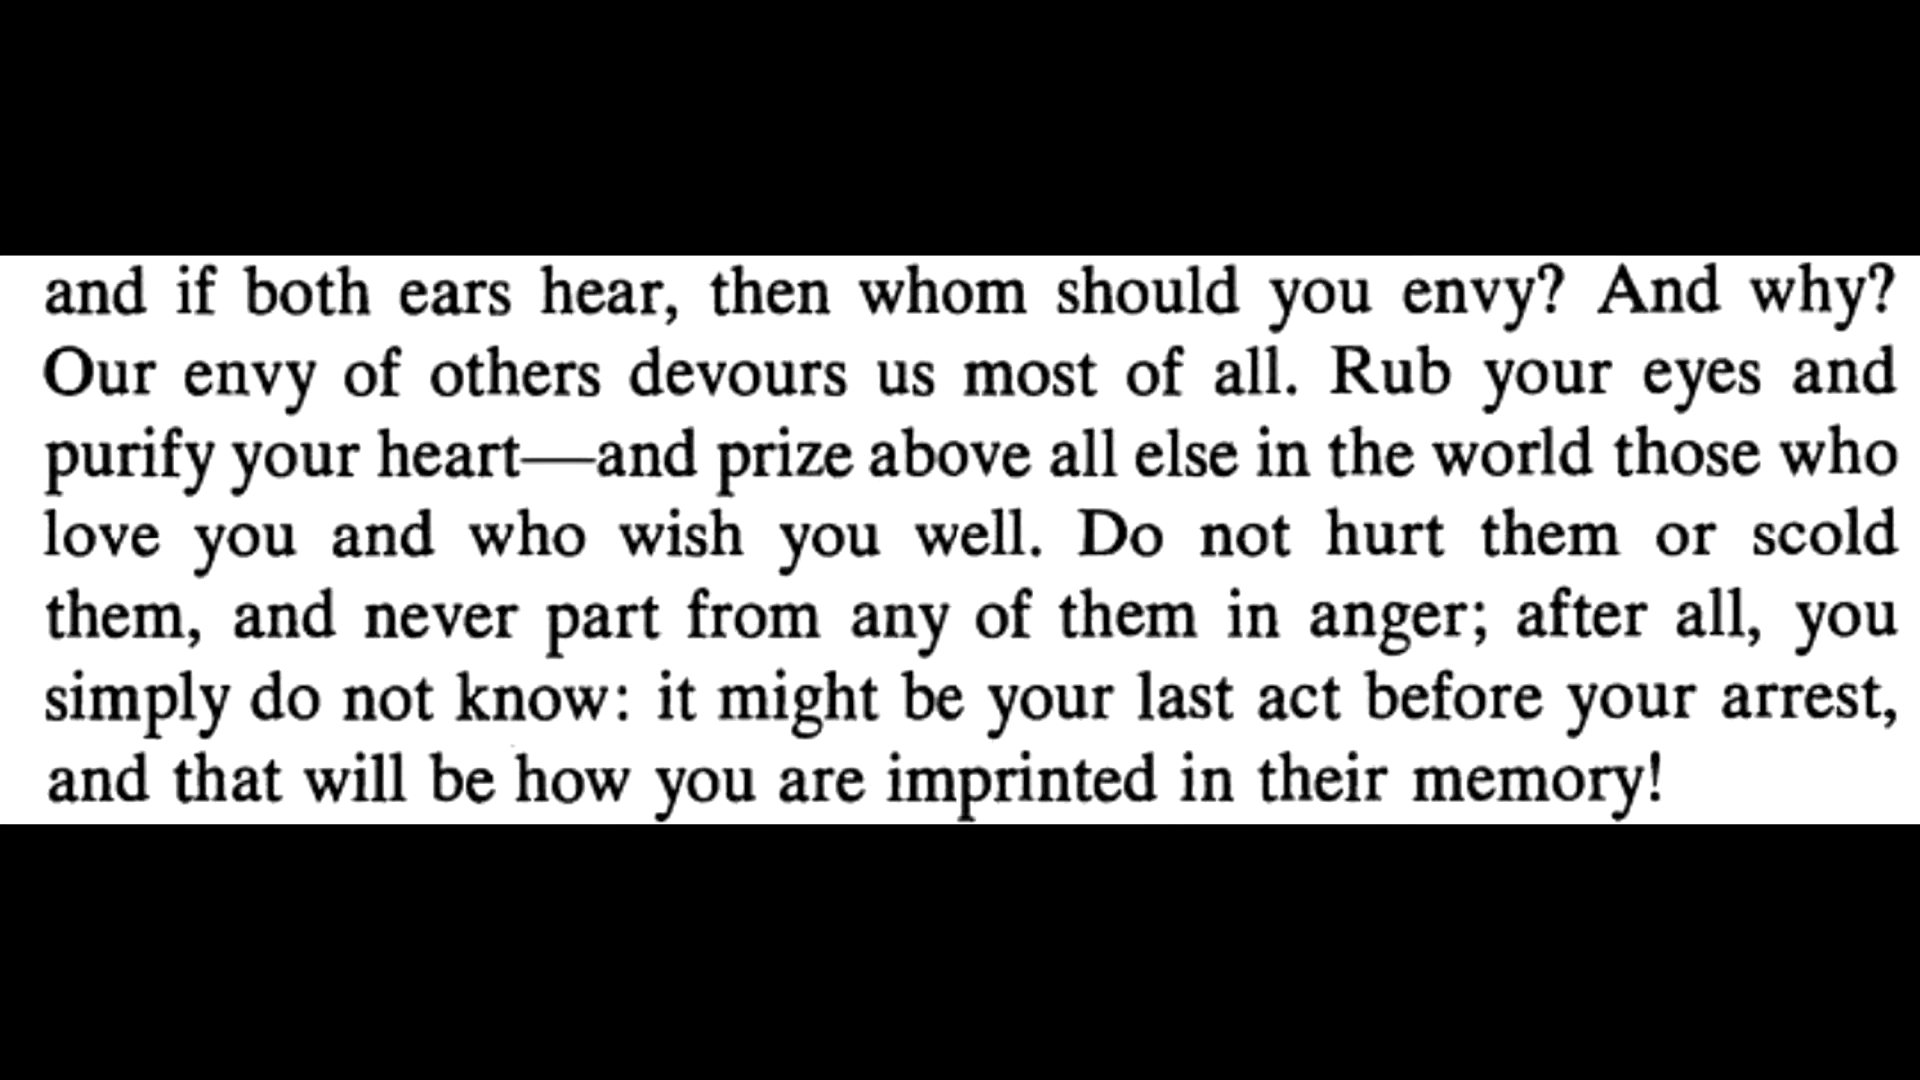 and if both ears hear, then whom should you envy? And why?
Our envy of others devours us most of all. Rub your eyes and
purify your heart—and prize above all else in the world those who
love you and who wish you well. Do not hurt them or scold
them, and never part from any of them in anger; after all, you
simply do not know: it might be your last act before your arrest,
and that will be how you are imprinted in their memory!